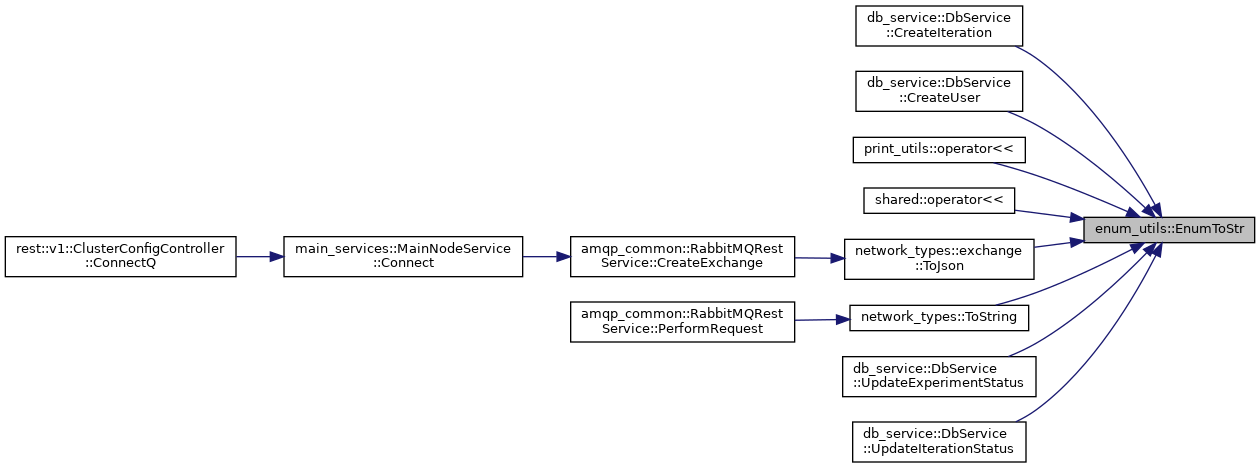 db_service::DbService
::CreateIteration
db_service::DbService
::CreateUser
print_utils::operator<<
shared::operator<<
enum_utils::EnumToStr
rest::v1::ClusterConfigController
::ConnectQ
main_services::MainNodeService
::Connect
amqp_common::RabbitMQRest
Service::CreateExchange
network_types::exchange
::ToJson
amqp_common::RabbitMQRest
Service::PerformRequest
network_types::ToString
db_service::DbService
::UpdateExperimentStatus
db_service::DbService
::UpdateIterationStatus